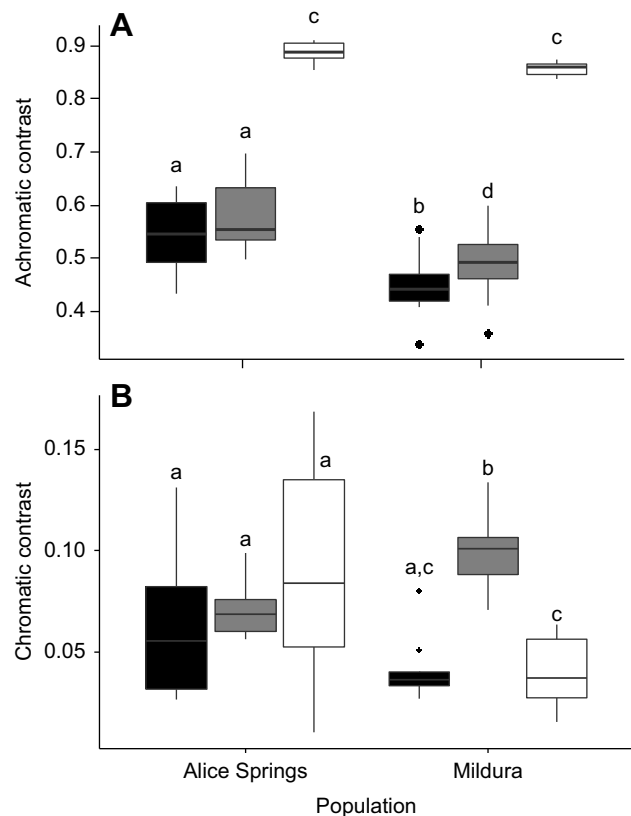 A
Achromatic contrast
0.9
0.8
0.7
0.6
0.5
0.4
a
a
c
b
d
c
B
Chromatic contrast
0.15
0.10
0.05
a
a
a
a,c
b
c
Alice Springs
Mildura
Population